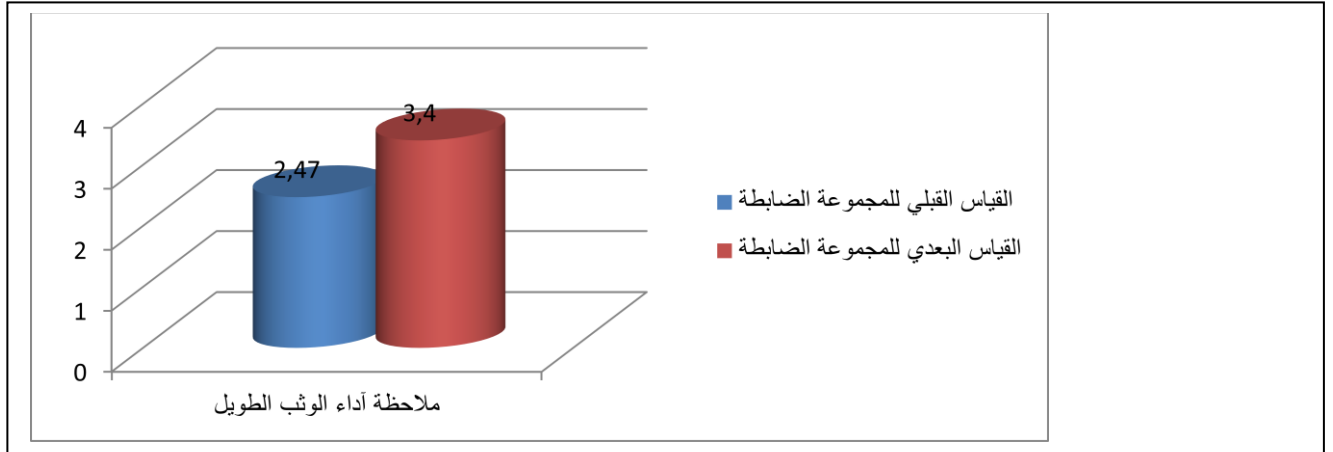 4
3
2
1
0
2,47
3,4
ملاحظة آداء الوثب الطويل
القياس القبلي للمجموعة الضابطة
القياس البعدي للمجموعة الضابطة